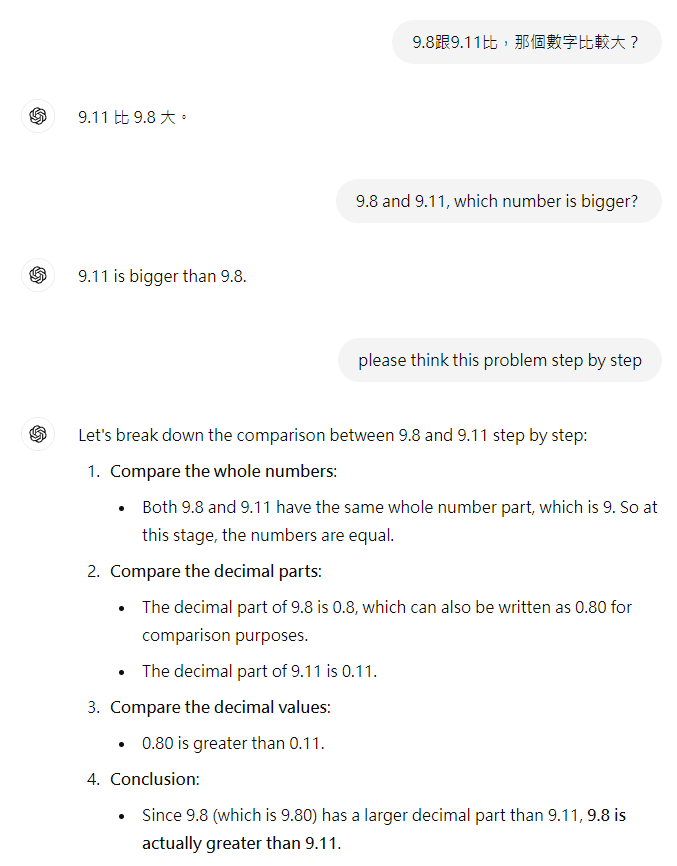 9.8跟9.11比，那個數字比較大？
9.11 比 9.8 大。
9.8 and 9.11, which number is bigger?
9.11 is bigger than 9.8.
please think this problem step by step
Let's break down the comparison between 9.8 and 9.11 step by step:
1. Compare the whole numbers:
• Both 9.8 and 9.11 have the same whole number part, which is 9. So at
this stage, the numbers are equal.
2. Compare the decimal parts:
• The decimal part of 9.8 is 0.8, which can also be written as 0.80 for
comparison purposes.
• The decimal part of 9.11 is 0.11.
3. Compare the decimal values:
• 0.80 is greater than 0.11.
4. Conclusion:
• Since 9.8 (which is 9.80) has a larger decimal part than 9.11, 9.8 is
actually greater than 9.11.